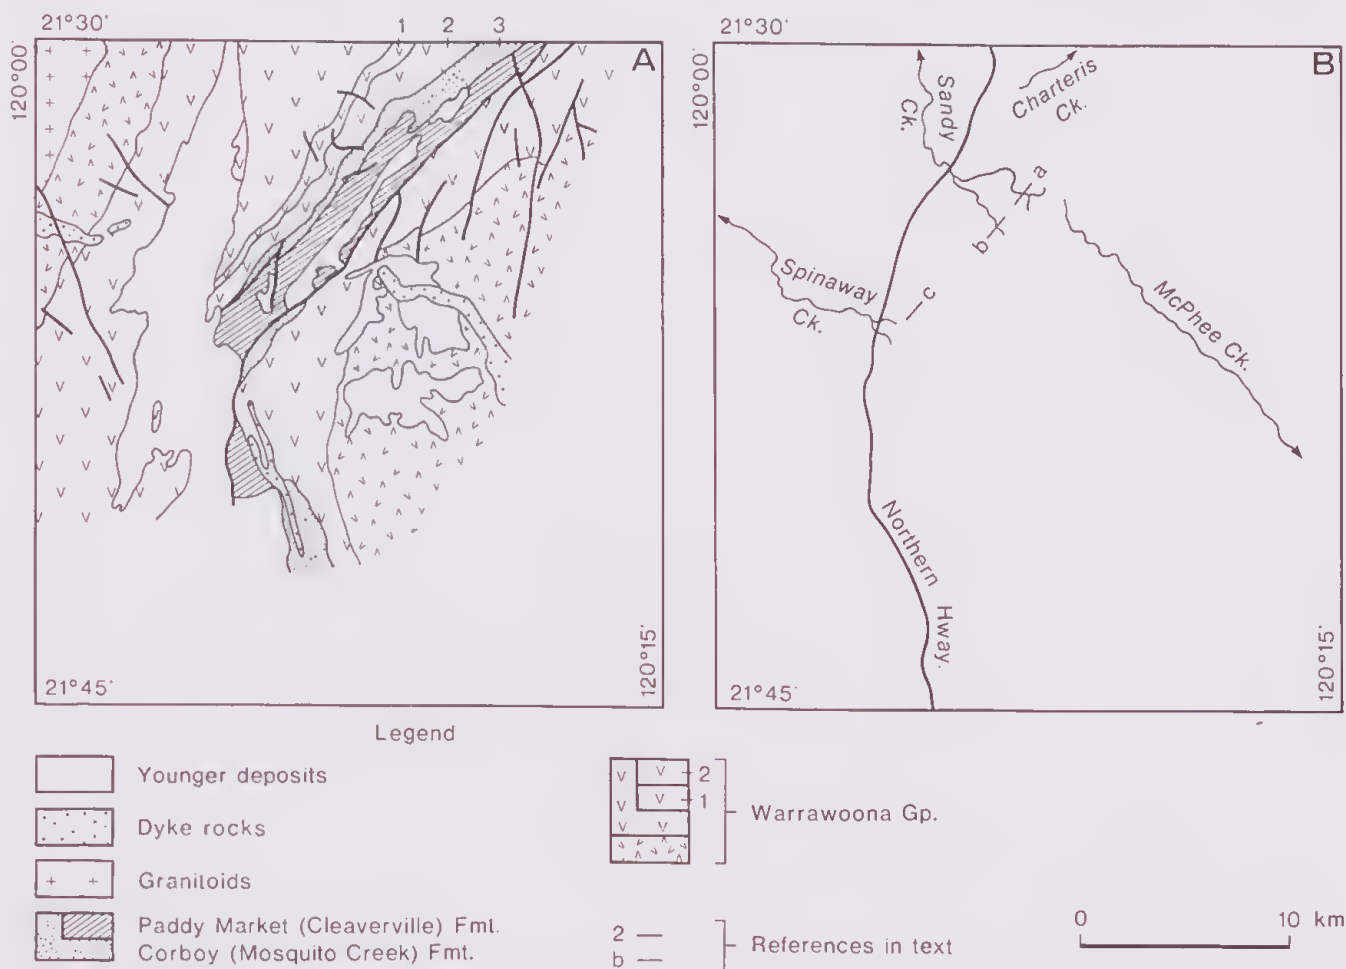 21°30'
1 2 3
A
120°00'
21°45'
120°15'
21°30'
B
120°00'
Sandy
Ck.
Charteris
Ck.
a
b
c
Spinaway
Ck.
McPhee Ck.
Northern
Hway.
21°45'
120°15'
Legend
Younger deposits
Dyke rocks
Granitoids
Paddy Market (Cleaverville) Fmt.
Corboy (Mosquito Creek) Fmt.
2
1
Warrawoona Gp.
2 —
b —
References in text
0 10 km